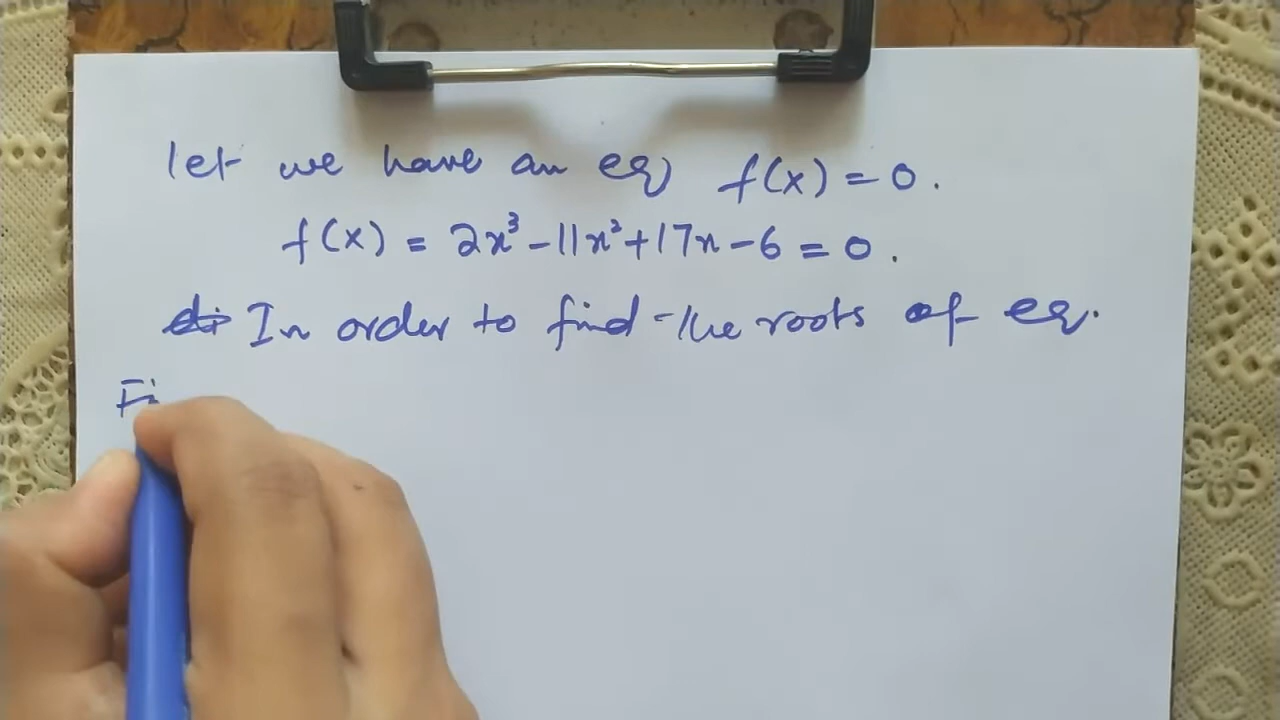 let we have an eq f(x) = 0.
f(x) = 2x³ - 11x² + 17x - 6 = 0.
In order to find the roots of eq.
Fi